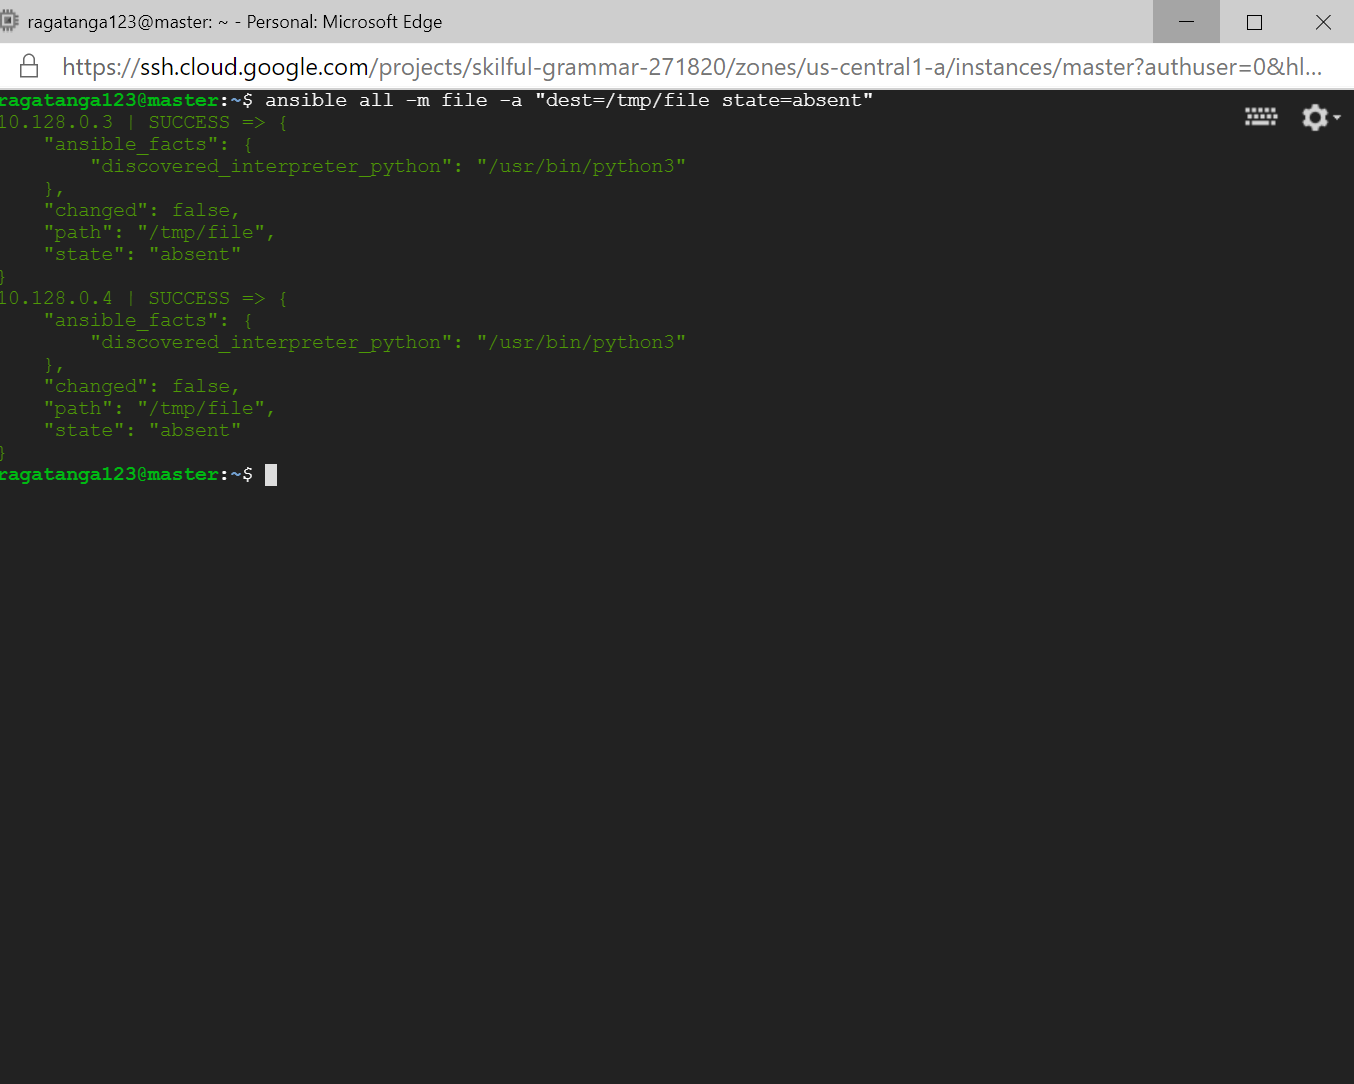 ragatanga123@master: ~ - Personal: Microsoft Edge
https://ssh.cloud.google.com/projects/skilful-grammar-271820/zones/us-central1-a/instances/master?authuser=0&hl...
ragatanga123@master:~$ ansible all -m file -a "dest=/tmp/file state=absent"
10.128.0.3 | SUCCESS => {
    "ansible_facts": {
        "discovered_interpreter_python": "/usr/bin/python3"
    },
    "changed": false,
    "path": "/tmp/file",
    "state": "absent"
}
10.128.0.4 | SUCCESS => {
    "ansible_facts": {
        "discovered_interpreter_python": "/usr/bin/python3"
    },
    "changed": false,
    "path": "/tmp/file",
    "state": "absent"
}
ragatanga123@master:~$